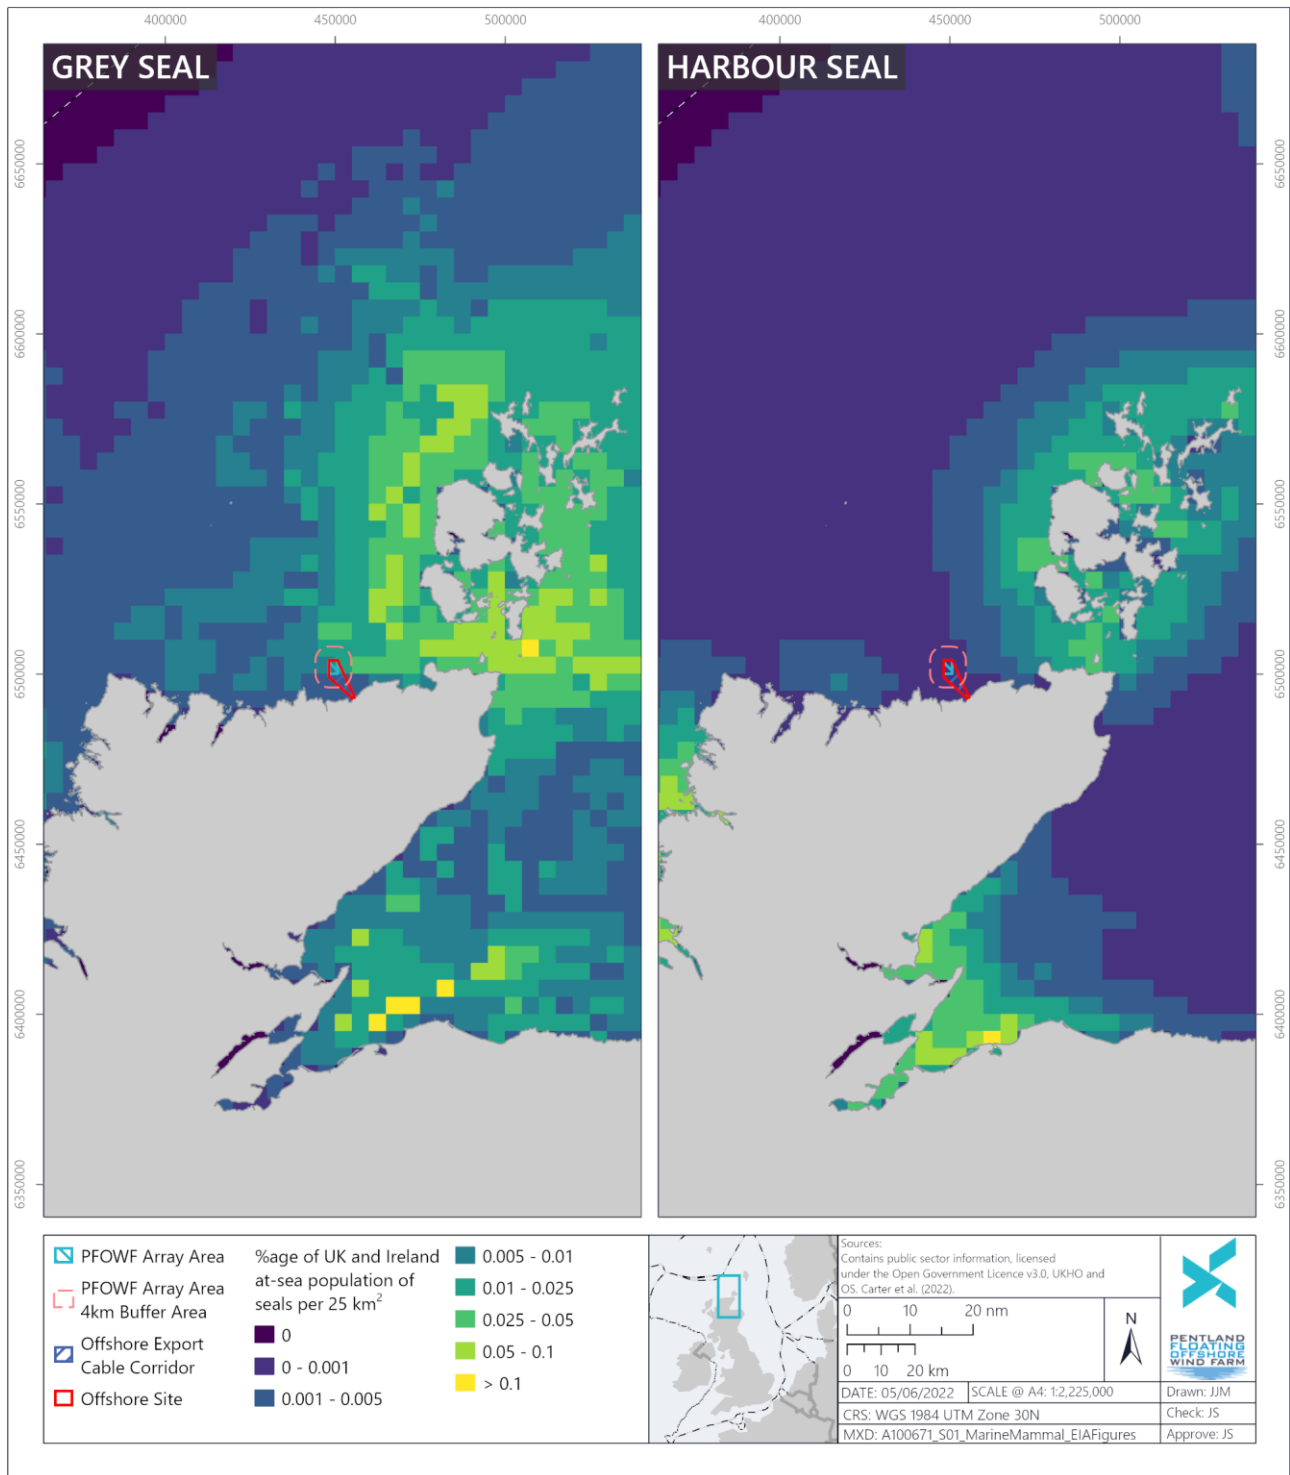 400000 450000 500000 400000 450000 500000
GREY SEAL
HARBOUR SEAL
6650000 6650000
6600000 6600000
6550000 6550000
6500000 6500000
6450000 6450000
6400000 6400000
6350000 6350000
PFOWF Array Area
PFOWF Array Area
4km Buffer Area
Offshore Export
Cable Corridor
Offshore Site
%age of UK and Ireland
at-sea population of
seals per 25 km²
0
0 - 0.001
0.001 - 0.005
0.005 - 0.01
0.01 - 0.025
0.025 - 0.05
0.05 - 0.1
> 0.1
Sources:
Contains public sector information, licensed
under the Open Government Licence v3.0, UKHO and
OS. Carter et al. (2022).
0 10 20 nm
0 10 20 km
N
PENTLAND
FLOATING
OFFSHORE
WIND FARM
DATE: 05/06/2022 SCALE @ A4: 1:2,225,000 Drawn: JJM
CRS: WGS 1984 UTM Zone 30N Check: JS
MXD: A100671_S01_MarineMammal_EIAFigures Approve: JS